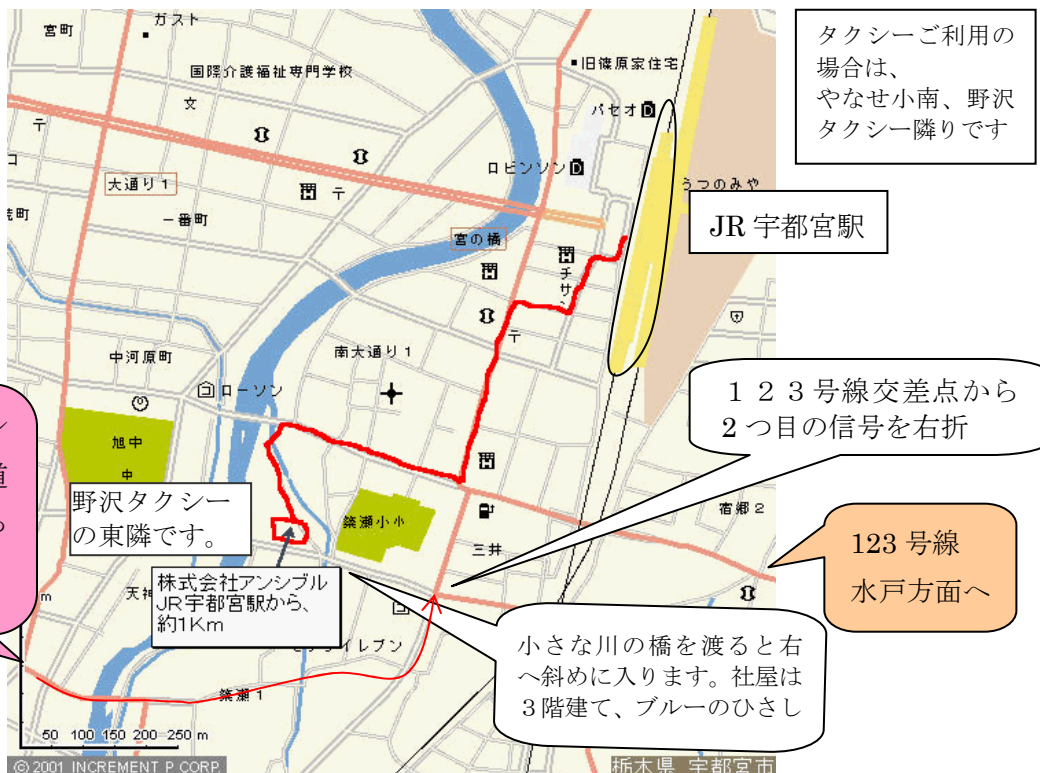 ガスト
宮町
国際介護福祉専門学校
文
旧篠原家住宅
パセオ
ロビンソン
大通り1
一番町
宮の橋
うつのみや
チサン
タクシーご利用の
場合は、
やなせ小南、野沢
タクシー隣りです
JR 宇都宮駅
中河原町
南大通り1
ローソン
旭中
中
野沢タクシー
の東隣です。
簗瀬小
三井
宿郷2
１２３号線交差点から
２つ目の信号を右折
123 号線
水戸方面へ
道
株式会社アンシブル
JR宇都宮駅から、
約1Km
イレブン
簗瀬1
小さな川の橋を渡ると右
へ斜めに入ります。社屋は
３階建て、ブルーのひさし
50 100 150 200 250 m
© 2001 INCREMENT P CORP.
栃木県 宇都宮市